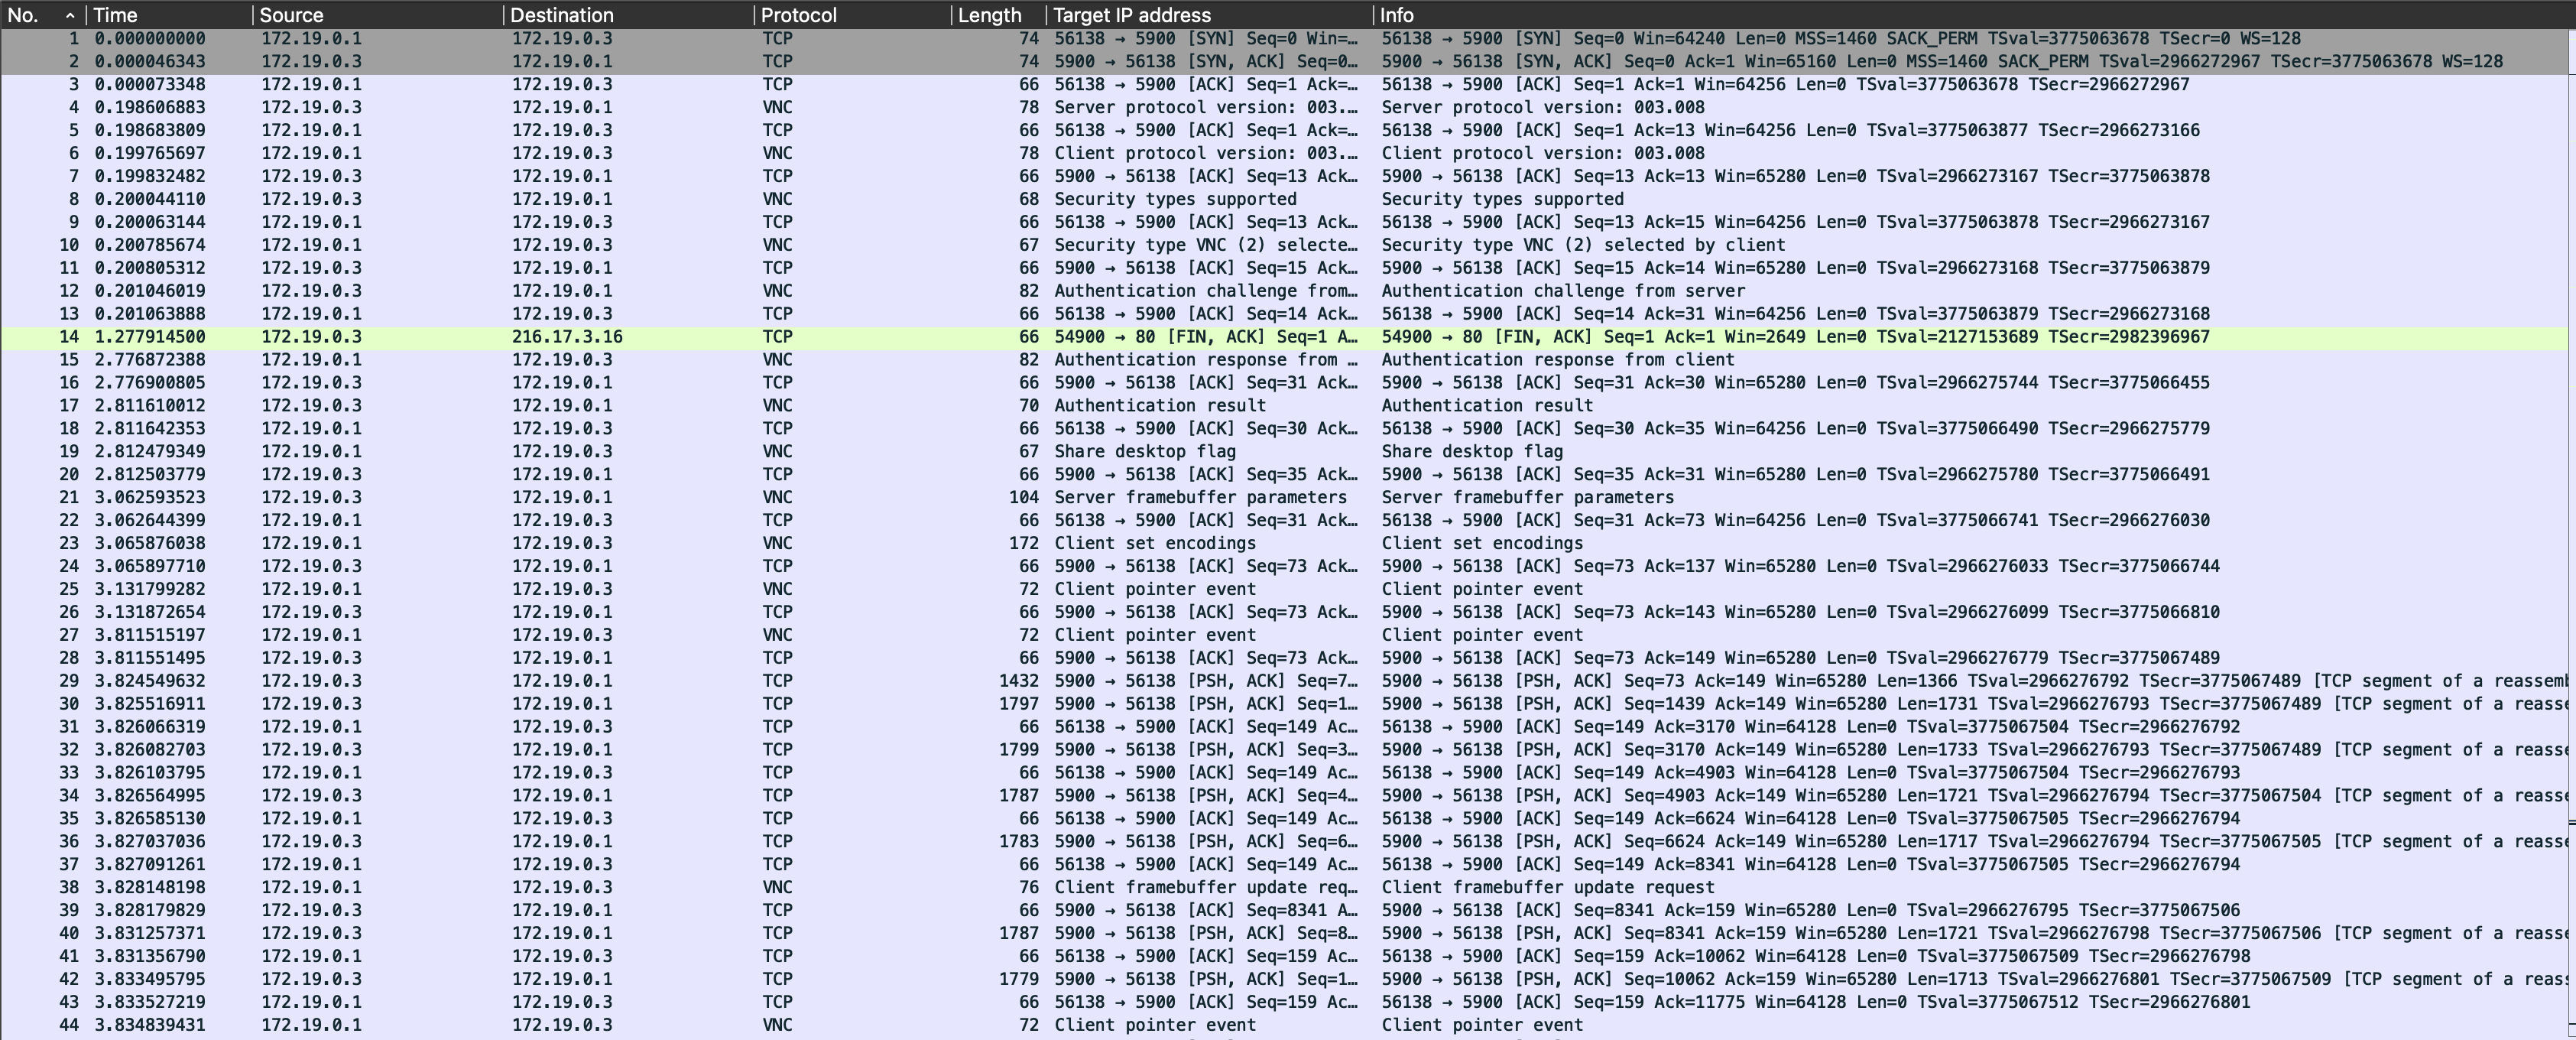 No. Time Source Destination Protocol Length Target IP address Info
1 0.000000000 172.19.0.1 172.19.0.3 TCP 74 56138 → 5900 [SYN] Seq=0 Win=… 56138 → 5900 [SYN] Seq=0 Win=64240 Len=0 MSS=1460 SACK_PERM TSval=3775063678 TSecr=0 WS=128
2 0.000046343 172.19.0.3 172.19.0.1 TCP 74 5900 → 56138 [SYN, ACK] Seq=0… 5900 → 56138 [SYN, ACK] Seq=0 Ack=1 Win=65160 Len=0 MSS=1460 SACK_PERM TSval=2966272967 TSecr=3775063678 WS=128
3 0.000073348 172.19.0.1 172.19.0.3 TCP 66 56138 → 5900 [ACK] Seq=1 Ack=… 56138 → 5900 [ACK] Seq=1 Ack=1 Win=64256 Len=0 TSval=3775063678 TSecr=2966272967
4 0.198606883 172.19.0.3 172.19.0.1 VNC 78 Server protocol version: 003.… Server protocol version: 003.008
5 0.198683809 172.19.0.1 172.19.0.3 TCP 66 56138 → 5900 [ACK] Seq=1 Ack=… 56138 → 5900 [ACK] Seq=1 Ack=13 Win=64256 Len=0 TSval=3775063877 TSecr=2966273166
6 0.199765697 172.19.0.1 172.19.0.3 VNC 78 Client protocol version: 003.… Client protocol version: 003.008
7 0.199832482 172.19.0.3 172.19.0.1 TCP 66 5900 → 56138 [ACK] Seq=13 Ack… 5900 → 56138 [ACK] Seq=13 Ack=13 Win=65280 Len=0 TSval=2966273167 TSecr=3775063878
8 0.200044110 172.19.0.3 172.19.0.1 VNC 68 Security types supported Security types supported
9 0.200063144 172.19.0.1 172.19.0.3 TCP 66 56138 → 5900 [ACK] Seq=13 Ack… 56138 → 5900 [ACK] Seq=13 Ack=15 Win=64256 Len=0 TSval=3775063878 TSecr=2966273167
10 0.200785674 172.19.0.1 172.19.0.3 VNC 67 Security type VNC (2) selecte… Security type VNC (2) selected by client
11 0.200805312 172.19.0.3 172.19.0.1 TCP 66 5900 → 56138 [ACK] Seq=15 Ack… 5900 → 56138 [ACK] Seq=15 Ack=14 Win=65280 Len=0 TSval=2966273168 TSecr=3775063879
12 0.201046019 172.19.0.3 172.19.0.1 VNC 82 Authentication challenge from… Authentication challenge from server
13 0.201063888 172.19.0.1 172.19.0.3 TCP 66 56138 → 5900 [ACK] Seq=14 Ack… 56138 → 5900 [ACK] Seq=14 Ack=31 Win=64256 Len=0 TSval=3775063879 TSecr=2966273168
14 1.277914500 172.19.0.3 216.17.3.16 TCP 66 54900 → 80 [FIN, ACK] Seq=1 A… 54900 → 80 [FIN, ACK] Seq=1 Ack=1 Win=2649 Len=0 TSval=2127153689 TSecr=2982396967
15 2.776872388 172.19.0.1 172.19.0.3 VNC 82 Authentication response from … Authentication response from client
16 2.776900805 172.19.0.3 172.19.0.1 TCP 66 5900 → 56138 [ACK] Seq=31 Ack… 5900 → 56138 [ACK] Seq=31 Ack=30 Win=65280 Len=0 TSval=2966275744 TSecr=3775066455
17 2.811610012 172.19.0.3 172.19.0.1 VNC 70 Authentication result Authentication result
18 2.811642353 172.19.0.1 172.19.0.3 TCP 66 56138 → 5900 [ACK] Seq=30 Ack… 56138 → 5900 [ACK] Seq=30 Ack=35 Win=64256 Len=0 TSval=3775066490 TSecr=2966275779
19 2.812479349 172.19.0.1 172.19.0.3 VNC 67 Share desktop flag Share desktop flag
20 2.812503779 172.19.0.3 172.19.0.1 TCP 66 5900 → 56138 [ACK] Seq=35 Ack… 5900 → 56138 [ACK] Seq=35 Ack=31 Win=65280 Len=0 TSval=2966275780 TSecr=3775066491
21 3.062593523 172.19.0.3 172.19.0.1 VNC 104 Server framebuffer parameters Server framebuffer parameters
22 3.062644399 172.19.0.1 172.19.0.3 TCP 66 56138 → 5900 [ACK] Seq=31 Ack… 56138 → 5900 [ACK] Seq=31 Ack=73 Win=64256 Len=0 TSval=3775066741 TSecr=2966276030
23 3.065876038 172.19.0.1 172.19.0.3 VNC 172 Client set encodings Client set encodings
24 3.065897710 172.19.0.3 172.19.0.1 TCP 66 5900 → 56138 [ACK] Seq=73 Ack… 5900 → 56138 [ACK] Seq=73 Ack=137 Win=65280 Len=0 TSval=2966276033 TSecr=3775066744
25 3.131799282 172.19.0.1 172.19.0.3 VNC 72 Client pointer event Client pointer event
26 3.131872654 172.19.0.3 172.19.0.1 TCP 66 5900 → 56138 [ACK] Seq=73 Ack… 5900 → 56138 [ACK] Seq=73 Ack=143 Win=65280 Len=0 TSval=2966276099 TSecr=3775066810
27 3.811515197 172.19.0.1 172.19.0.3 VNC 72 Client pointer event Client pointer event
28 3.811551495 172.19.0.3 172.19.0.1 TCP 66 5900 → 56138 [ACK] Seq=73 Ack… 5900 → 56138 [ACK] Seq=73 Ack=149 Win=65280 Len=0 TSval=2966276779 TSecr=3775067489
29 3.824549632 172.19.0.3 172.19.0.1 TCP 1432 5900 → 56138 [PSH, ACK] Seq=7… 5900 → 56138 [PSH, ACK] Seq=73 Ack=149 Win=65280 Len=1366 TSval=2966276792 TSecr=3775067489 [TCP segment of a reassemb
30 3.825516911 172.19.0.3 172.19.0.1 TCP 1797 5900 → 56138 [PSH, ACK] Seq=1… 5900 → 56138 [PSH, ACK] Seq=1439 Ack=149 Win=65280 Len=1731 TSval=2966276793 TSecr=3775067489 [TCP segment of a reasse
31 3.826066319 172.19.0.1 172.19.0.3 TCP 66 56138 → 5900 [ACK] Seq=149 Ac… 56138 → 5900 [ACK] Seq=149 Ack=3170 Win=64128 Len=0 TSval=3775067504 TSecr=2966276792
32 3.826082703 172.19.0.3 172.19.0.1 TCP 1799 5900 → 56138 [PSH, ACK] Seq=3… 5900 → 56138 [PSH, ACK] Seq=3170 Ack=149 Win=65280 Len=1733 TSval=2966276793 TSecr=3775067489 [TCP segment of a reasse
33 3.826103795 172.19.0.1 172.19.0.3 TCP 66 56138 → 5900 [ACK] Seq=149 Ac… 56138 → 5900 [ACK] Seq=149 Ack=4903 Win=64128 Len=0 TSval=3775067504 TSecr=2966276793
34 3.826564995 172.19.0.3 172.19.0.1 TCP 1787 5900 → 56138 [PSH, ACK] Seq=4… 5900 → 56138 [PSH, ACK] Seq=4903 Ack=149 Win=65280 Len=1721 TSval=2966276794 TSecr=3775067504 [TCP segment of a reasse
35 3.826585130 172.19.0.1 172.19.0.3 TCP 66 56138 → 5900 [ACK] Seq=149 Ac… 56138 → 5900 [ACK] Seq=149 Ack=6624 Win=64128 Len=0 TSval=3775067505 TSecr=2966276794
36 3.827037036 172.19.0.3 172.19.0.1 TCP 1783 5900 → 56138 [PSH, ACK] Seq=6… 5900 → 56138 [PSH, ACK] Seq=6624 Ack=149 Win=65280 Len=1717 TSval=2966276794 TSecr=3775067505 [TCP segment of a reasse
37 3.827091261 172.19.0.1 172.19.0.3 TCP 66 56138 → 5900 [ACK] Seq=149 Ac… 56138 → 5900 [ACK] Seq=149 Ack=8341 Win=64128 Len=0 TSval=3775067505 TSecr=2966276794
38 3.828148198 172.19.0.1 172.19.0.3 VNC 76 Client framebuffer update req… Client framebuffer update request
39 3.828179829 172.19.0.3 172.19.0.1 TCP 66 5900 → 56138 [ACK] Seq=8341 A… 5900 → 56138 [ACK] Seq=8341 Ack=159 Win=65280 Len=0 TSval=2966276795 TSecr=3775067506
40 3.831257371 172.19.0.3 172.19.0.1 TCP 1787 5900 → 56138 [PSH, ACK] Seq=8… 5900 → 56138 [PSH, ACK] Seq=8341 Ack=159 Win=65280 Len=1721 TSval=2966276798 TSecr=3775067506 [TCP segment of a reasse
41 3.831356790 172.19.0.1 172.19.0.3 TCP 66 56138 → 5900 [ACK] Seq=159 Ac… 56138 → 5900 [ACK] Seq=159 Ack=10062 Win=64128 Len=0 TSval=3775067509 TSecr=2966276798
42 3.833495795 172.19.0.3 172.19.0.1 TCP 1779 5900 → 56138 [PSH, ACK] Seq=1… 5900 → 56138 [PSH, ACK] Seq=10062 Ack=159 Win=65280 Len=1713 TSval=2966276801 TSecr=3775067509 [TCP segment of a reass
43 3.833527219 172.19.0.1 172.19.0.3 TCP 66 56138 → 5900 [ACK] Seq=159 Ac… 56138 → 5900 [ACK] Seq=159 Ack=11775 Win=64128 Len=0 TSval=3775067512 TSecr=2966276801
44 3.834839431 172.19.0.1 172.19.0.3 VNC 72 Client pointer event Client pointer event